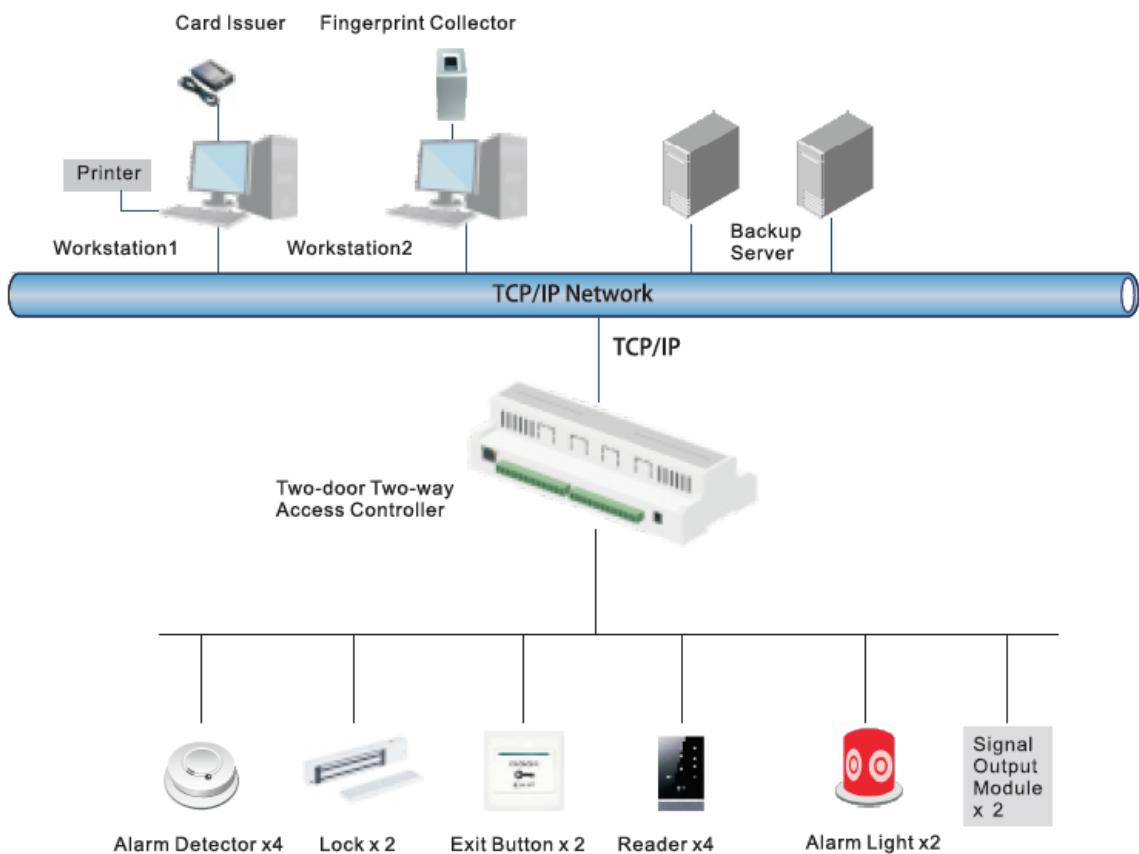 Card Issuer
Fingerprint Collector
Printer
Workstation1
Workstation2
Backup
Server
TCP/IP Network
TCP/IP
Two-door Two-way
Access Controller
Signal
Output
Module
x 2
Alarm Detector x4
Lock x 2
Exit Button x 2
Reader x4
Alarm Light x2